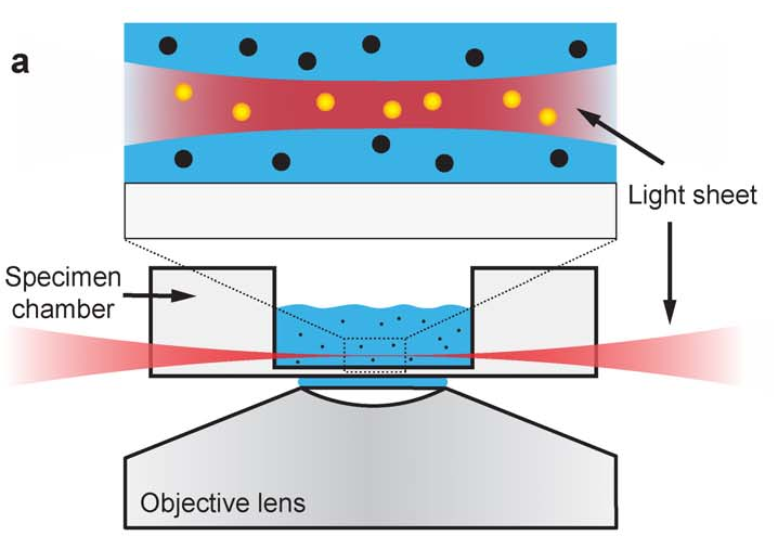 a
Light sheet
Specimen
chamber
Objective lens